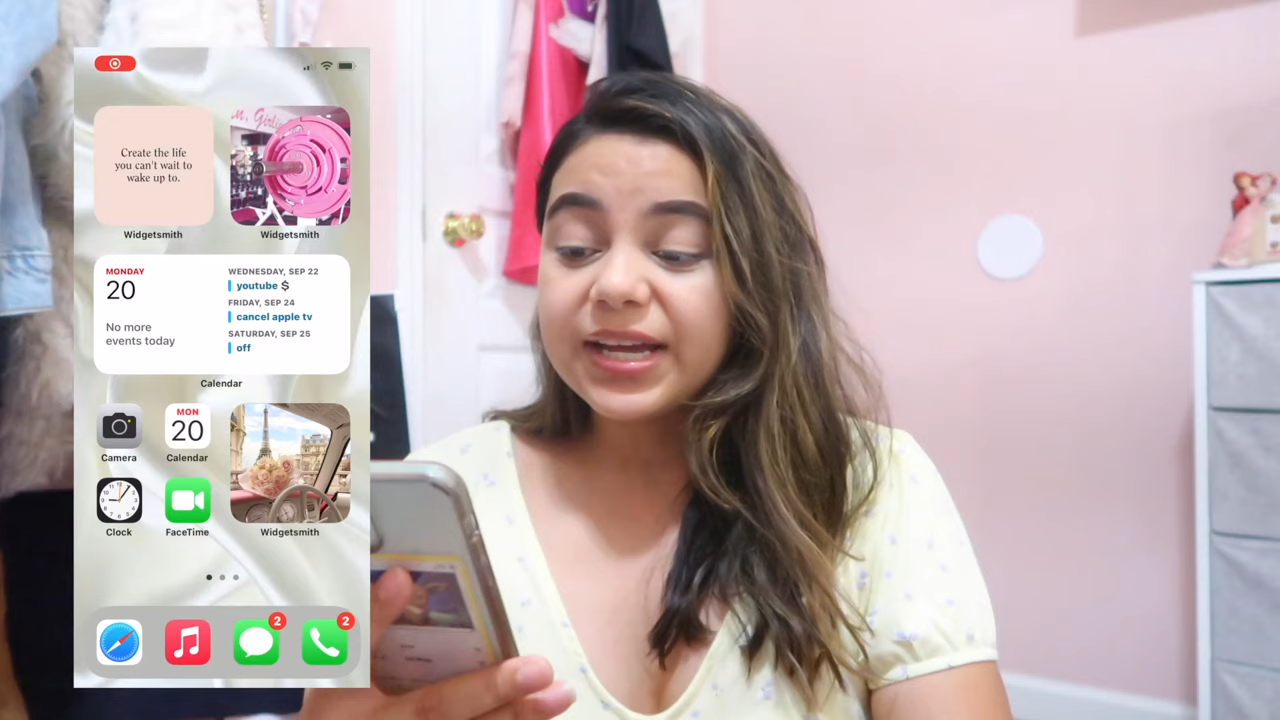 Create the life
you can't wait to
wake up to.
Widgetsmith
Widgetsmith
MONDAY
20
No more
events today
WEDNESDAY, SEP 22
youtube $
FRIDAY, SEP 24
cancel apple tv
SATURDAY, SEP 25
off
Calendar
Camera
MON
20
Calendar
Clock
FaceTime
Widgetsmith
2
2